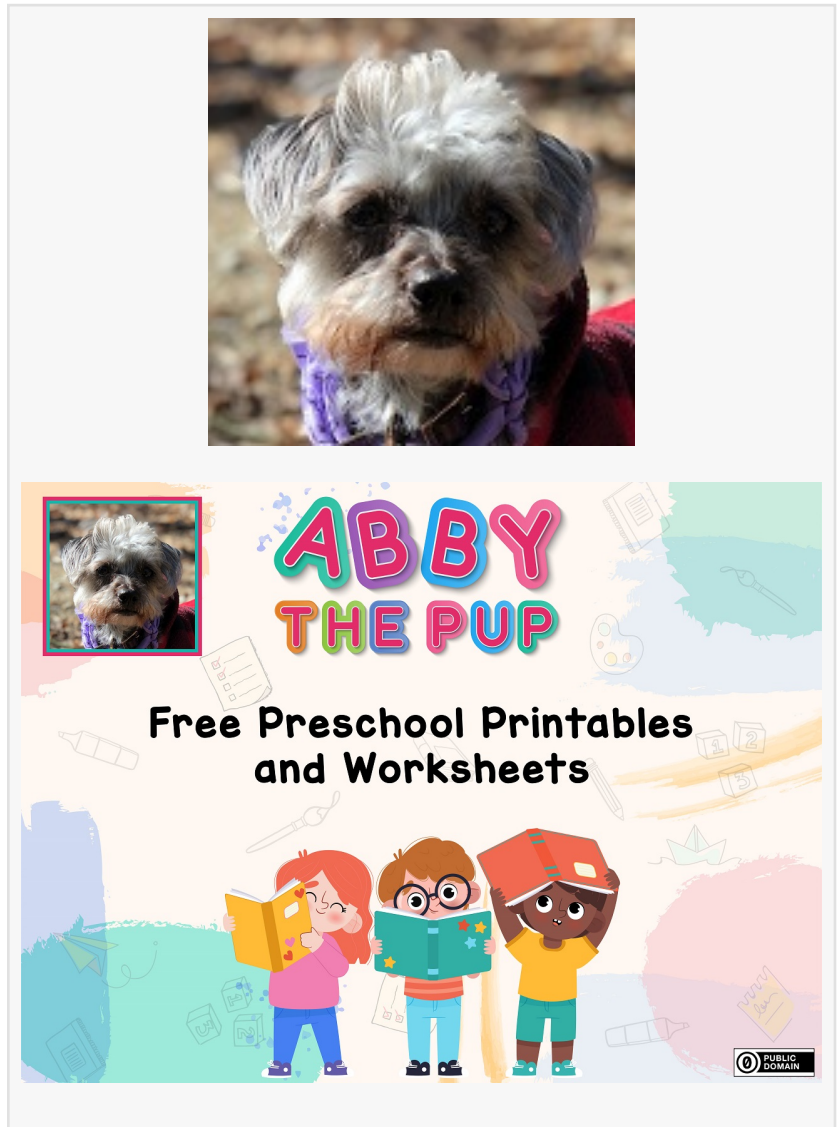 ABBY
THE PUP
Free Preschool Printables
and Worksheets
PUBLIC
DOMAIN